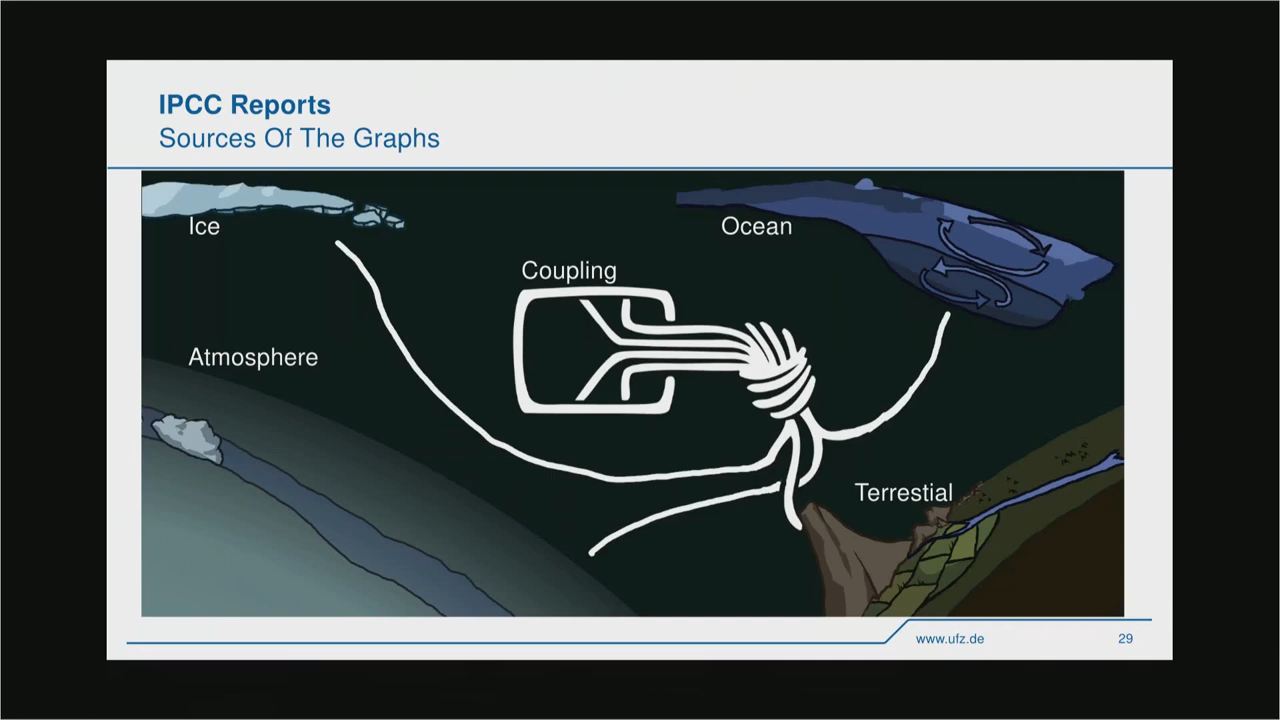 IPCC Reports
Sources Of The Graphs
Ice
Ocean
Coupling
Atmosphere
Terrestial
www.ufz.de
29